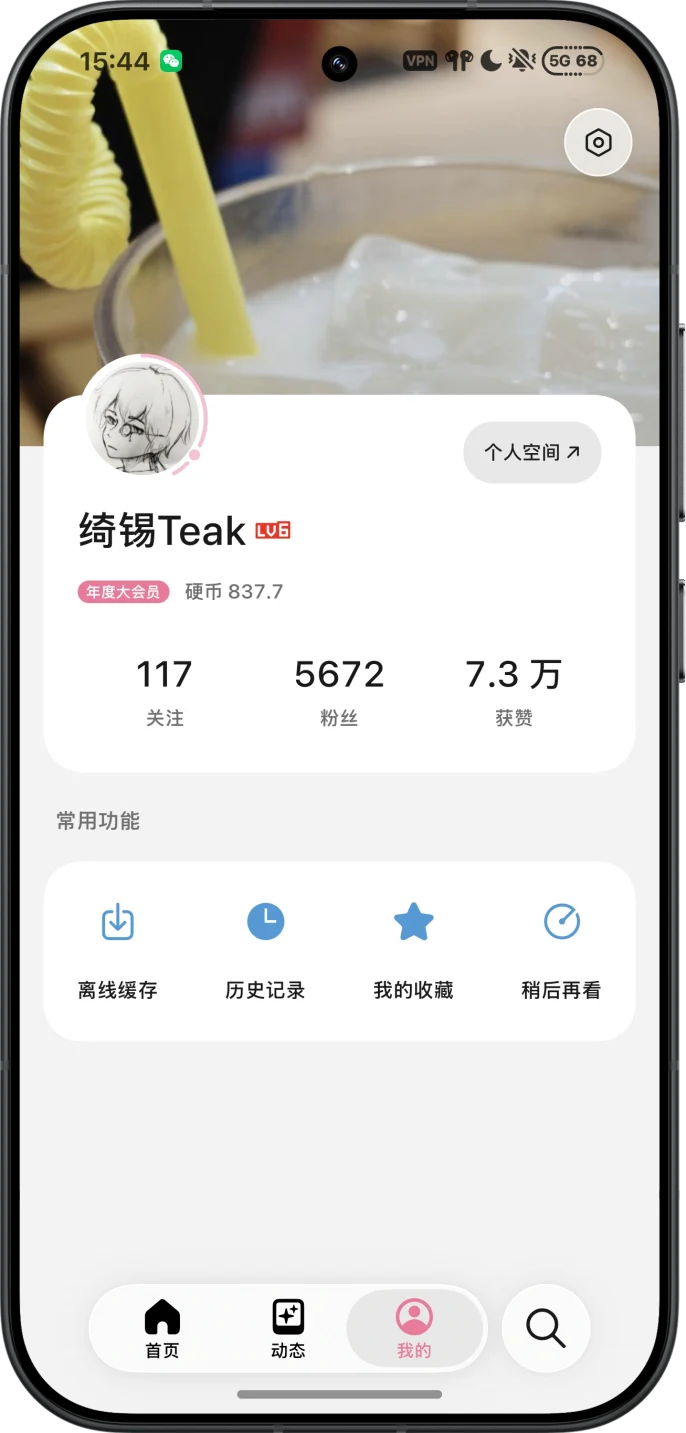 15:44 VPN 5G 68
个人空间
绮锡Teak LV6
年度大会员 硬币 837.7
117 5672 7.3 万
关注 粉丝 获赞
常用功能
离线缓存 历史记录 我的收藏 稍后再看
首页 动态 我的